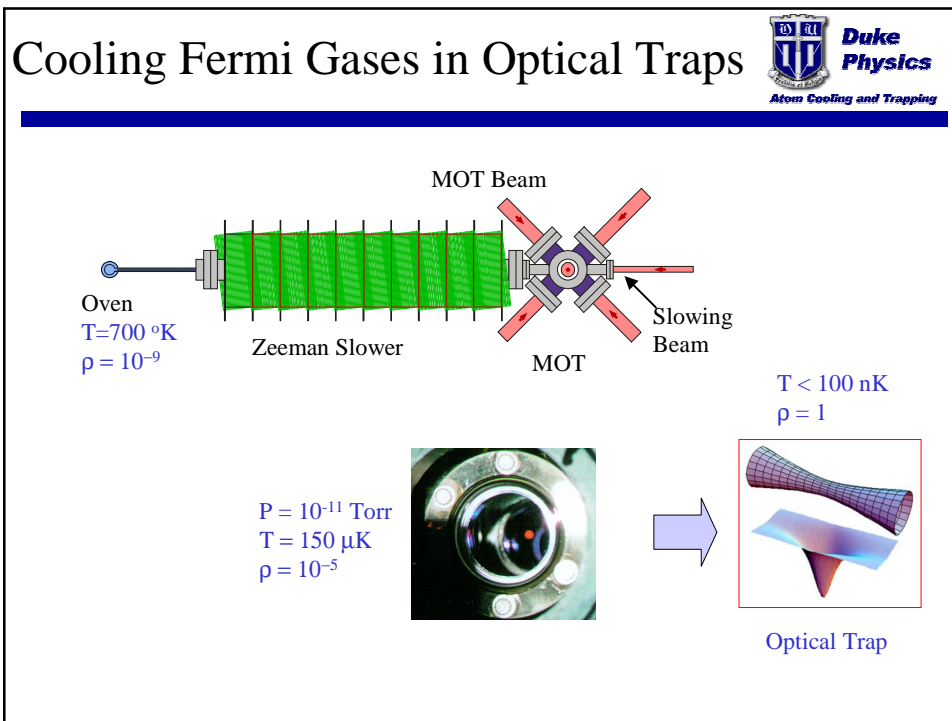 Cooling Fermi Gases in Optical Traps
Duke
Physics
Atom Cooling and Trapping
MOT Beam
Oven
T=700 °K
ρ = 10⁻⁹
Zeeman Slower
MOT
Slowing
Beam
T < 100 nK
ρ = 1
P = 10⁻¹¹ Torr
T = 150 μK
ρ = 10⁻⁵
Optical Trap